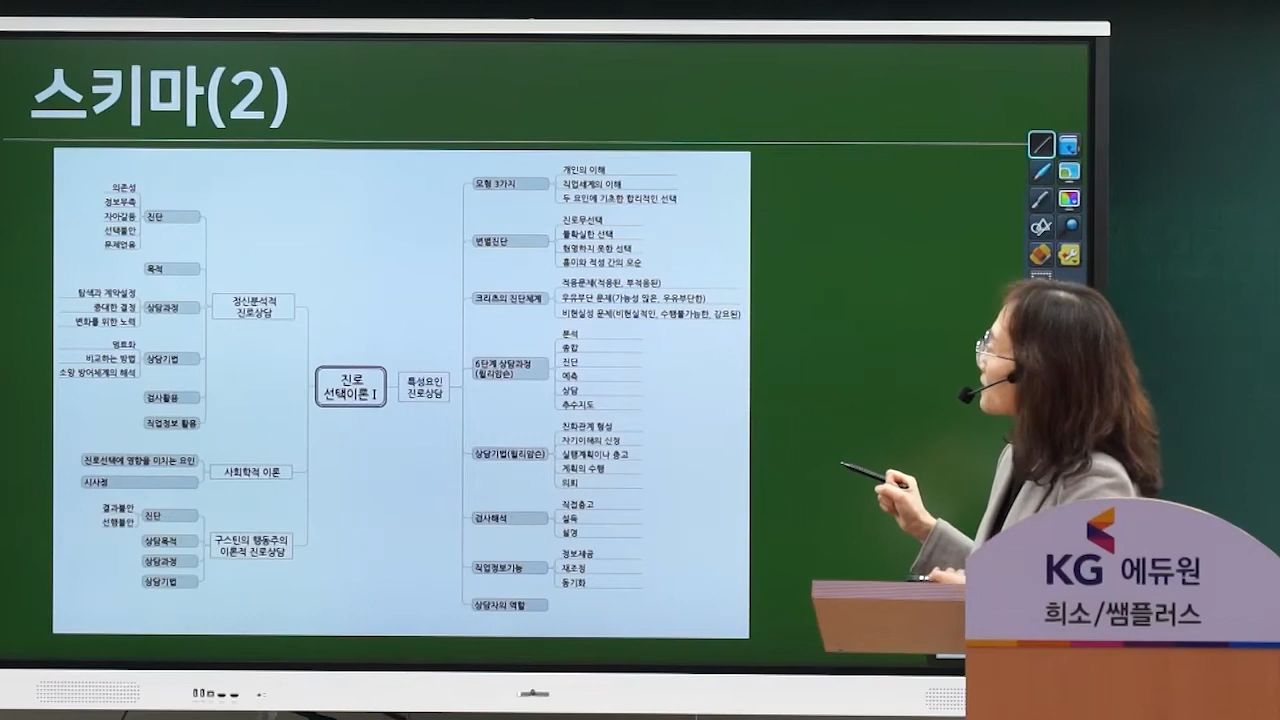 스키마(2)
의존성
정보부족
자아갈등
선택불안
문제없음
진단
목적
탐색과 계약설정
중대한 결정
변화를 위한 노력
상담과정
명료화
비교하는 방법
소망 방어체계의 해석
상담기법
검사활용
직업정보 활용
정신분석적
진로상담
진로선택에 영향을 미치는 요인
시사점
사회학적 이론
결과불안
선행불안
진단
상담목적
상담과정
상담기법
구스틴의 행동주의
이론적 진로상담
진로
선택이론 I
특성요인
진로상담
모형 3가지
개인의 이해
직업세계의 이해
두 요인에 기초한 합리적인 선택
변별진단
진로무선택
불확실한 선택
현명하지 못한 선택
흥미와 적성 간의 모순
크리츠의 진단체계
적응문제(적응된, 부적응된)
우유부단 문제(가능성 많은, 우유부단한)
비현실성 문제(비현실적인, 수행불가능한, 강요된)
6단계 상담과정
(윌리암슨)
분석
종합
진단
예측
상담
추수지도
상담기법(윌리암슨)
친화관계 형성
자기이해의 신장
실행계획이나 충고
계획의 수행
의뢰
검사해석
직접충고
설득
설명
직업정보기능
정보제공
재조정
동기화
상담자의 역할
KG 에듀원
희소/쌤플러스